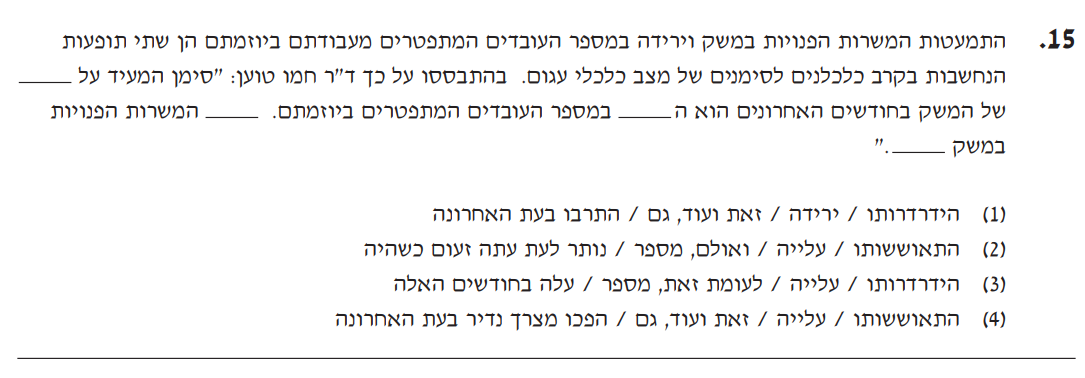 15. התמעטות המשרות הפנויות במשק וירידה במספר העובדים המתפטרים מעבודתם ביוזמתם הן שתי תופעות
הנחשבות בקרב כלכלנים לסימנים של מצב כלכלי עגום. בהתבססו על כך ד"ר חמו טוען: "סימן המעיד על _____
של המשק בחודשים האחרונים הוא ה_____ במספר העובדים המתפטרים ביוזמתם. _____ המשרות הפנויות
במשק _____."
(1) הידרדרותו / ירידה / זאת ועוד, גם / התרבו בעת האחרונה
(2) התאוששותו / עלייה / ואולם, מספר / נותר לעת עתה זעום כשהיה
(3) הידרדרותו / עלייה / לעומת זאת, מספר / עלה בחודשים האלה
(4) התאוששותו / עלייה / זאת ועוד, גם / הפכו מצרך נדיר בעת האחרונה